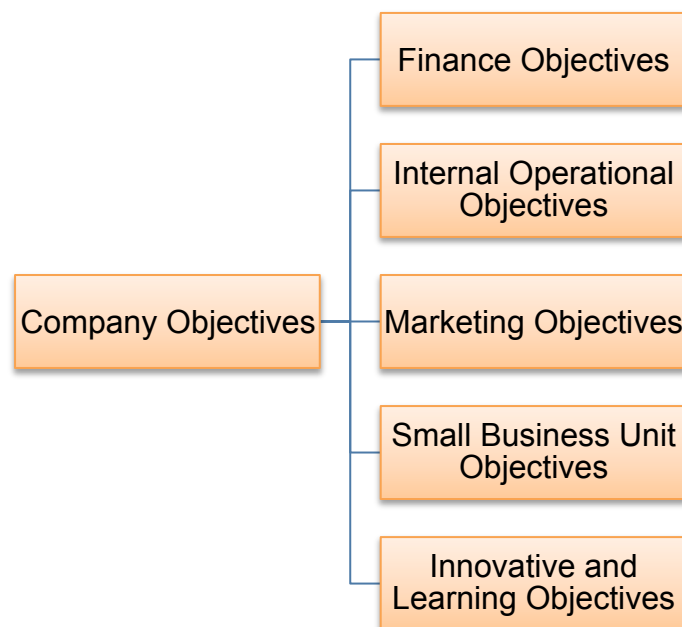 Finance Objectives
Internal Operational
Objectives
Company Objectives
Marketing Objectives
Small Business Unit
Objectives
Innovative and
Learning Objectives